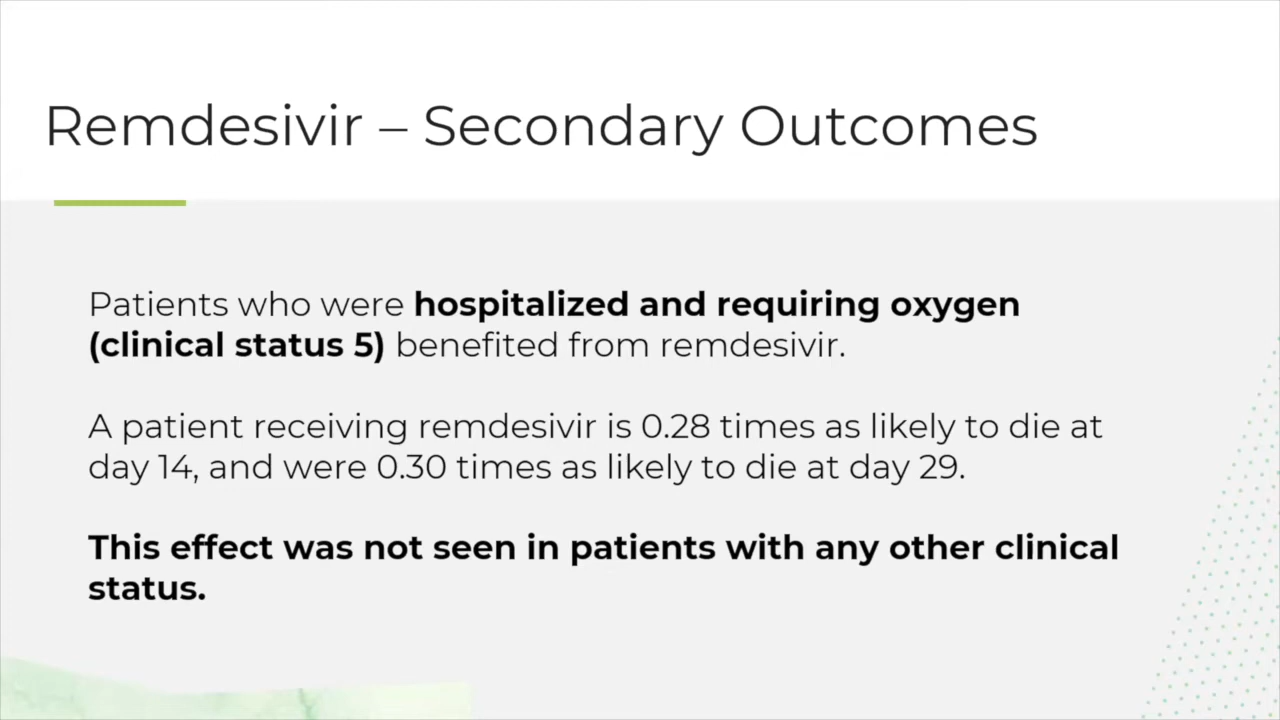 Remdesivir – Secondary Outcomes
Patients who were hospitalized and requiring oxygen
(clinical status 5) benefited from remdesivir.
A patient receiving remdesivir is 0.28 times as likely to die at
day 14, and were 0.30 times as likely to die at day 29.
This effect was not seen in patients with any other clinical
status.